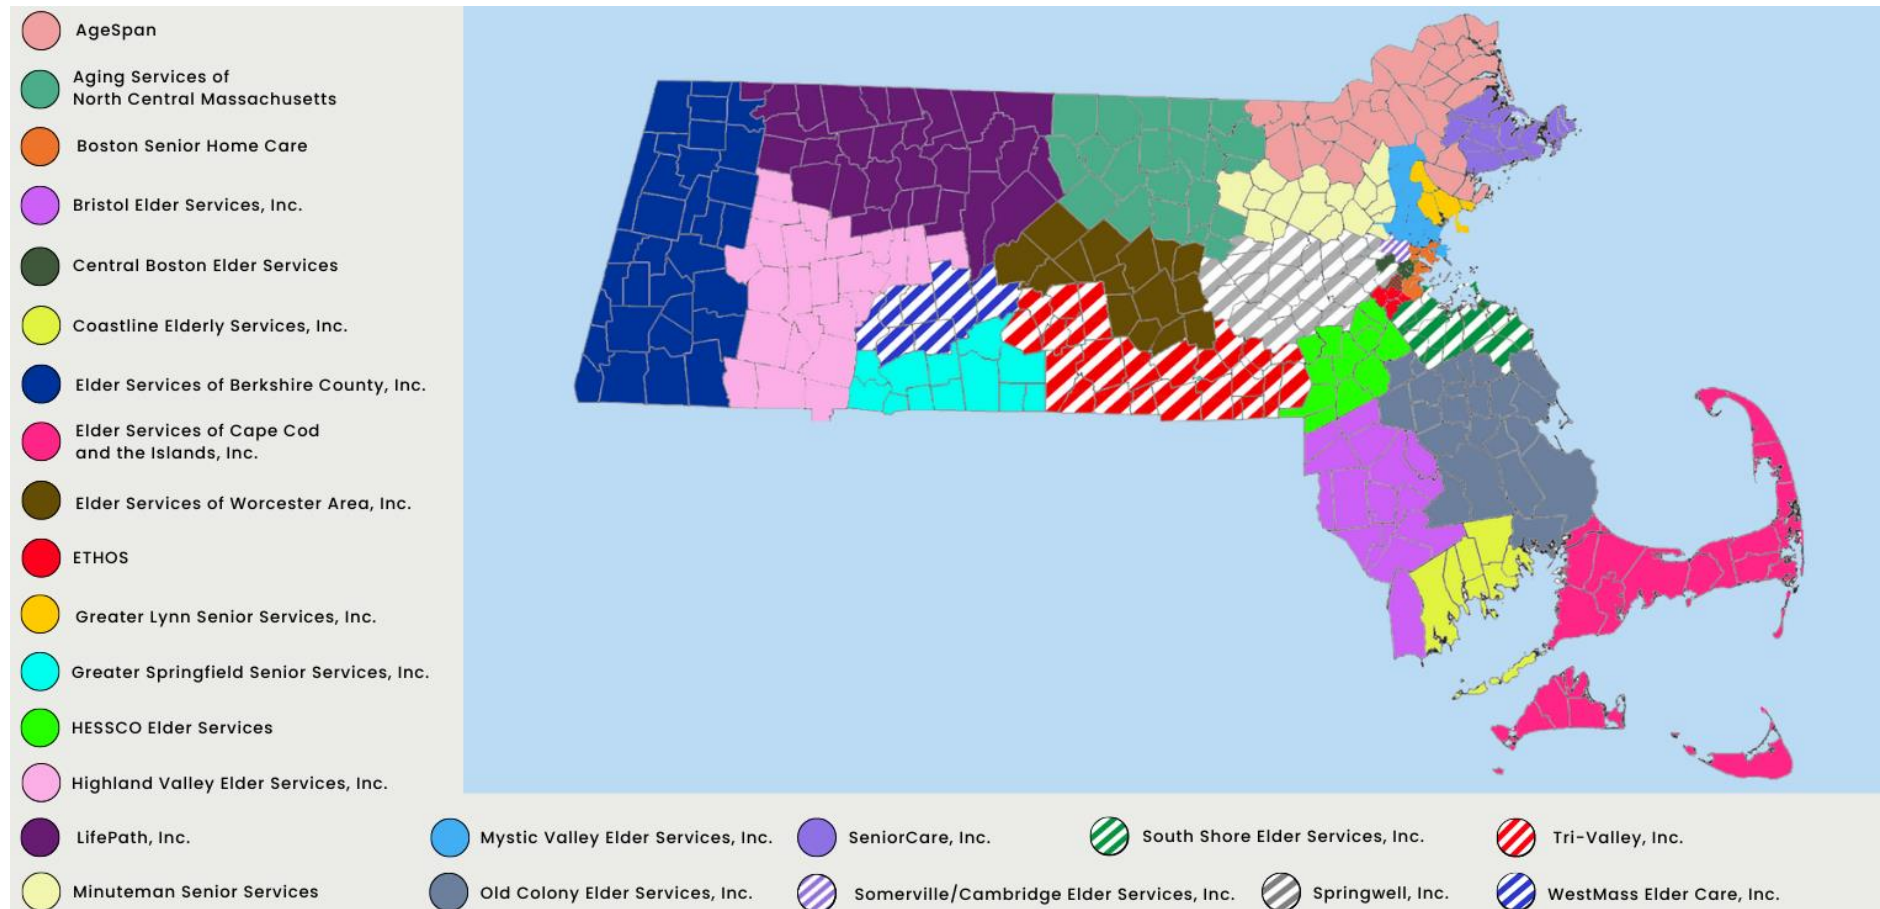 AgeSpan
Aging Services of
North Central Massachusetts
Boston Senior Home Care
Bristol Elder Services, Inc.
Central Boston Elder Services
Coastline Elderly Services, Inc.
Elder Services of Berkshire County, Inc.
Elder Services of Cape Cod
and the Islands, Inc.
Elder Services of Worcester Area, Inc.
ETHOS
Greater Lynn Senior Services, Inc.
Greater Springfield Senior Services, Inc.
HESSCO Elder Services
Highland Valley Elder Services, Inc.
LifePath, Inc.
Minuteman Senior Services
Mystic Valley Elder Services, Inc.
Old Colony Elder Services, Inc.
SeniorCare, Inc.
Somerville/Cambridge Elder Services, Inc.
South Shore Elder Services, Inc.
Springwell, Inc.
Tri-Valley, Inc.
WestMass Elder Care, Inc.